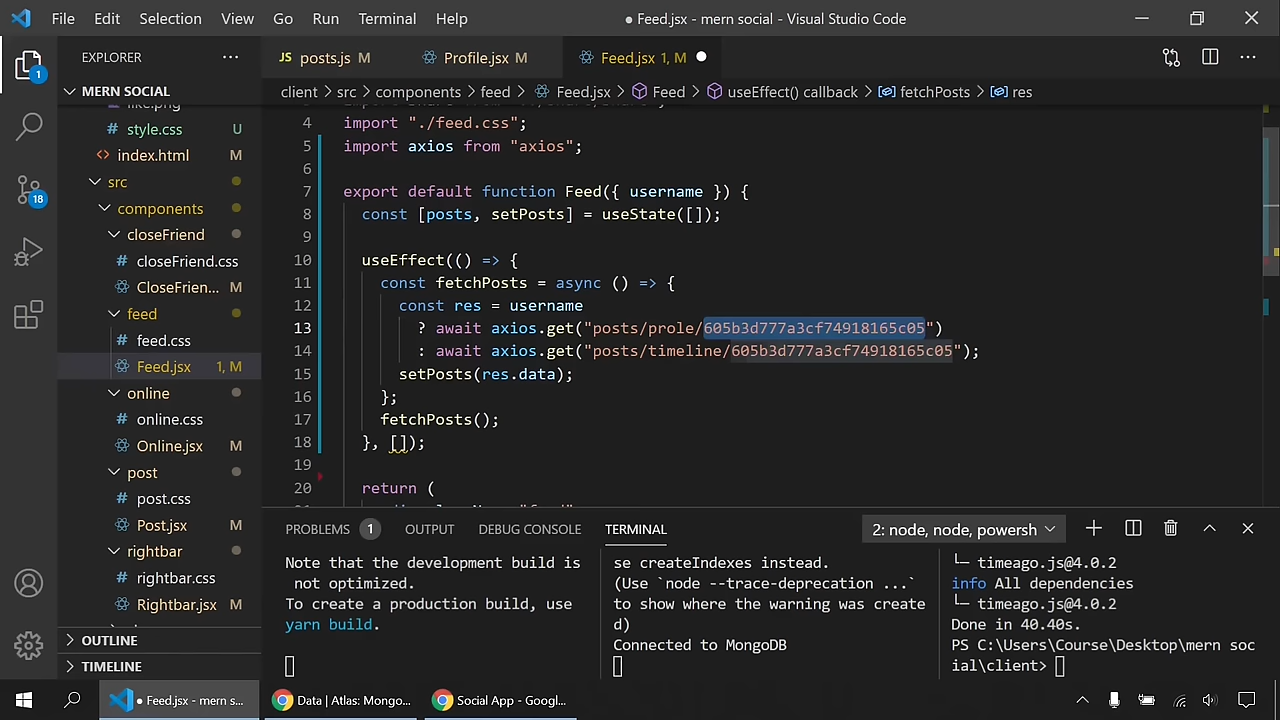 File Edit Selection View Go Run Terminal Help ● Feed.jsx - mern social - Visual Studio Code
EXPLORER ···
JS posts.js M Profile.jsx M Feed.jsx 1, M ●
1
MERN SOCIAL
client > src > components > feed > Feed.jsx > Feed > useEffect() callback > fetchPosts > res
like.png
# style.css U
<> index.html M
src
components
closeFriend
# closeFriend.css
CloseFrien... M
feed
# feed.css
Feed.jsx 1, M
online
# online.css
Online.jsx M
post
# post.css
Post.jsx M
rightbar
# rightbar.css
Rightbar.jsx M
OUTLINE
TIMELINE
18
4 import "./feed.css";
5 import axios from "axios";
6
7 export default function Feed({ username }) {
8 const [posts, setPosts] = useState([]);
9
10 useEffect(() => {
11 const fetchPosts = async () => {
12 const res = username
13 ? await axios.get("posts/prole/605b3d777a3cf74918165c05")
14 : await axios.get("posts/timeline/605b3d777a3cf74918165c05");
15 setPosts(res.data);
16 };
17 fetchPosts();
18 }, []);
19
20 return (
PROBLEMS 1 OUTPUT DEBUG CONSOLE TERMINAL 2: node, node, powersh
Note that the development build is
not optimized.
To create a production build, use
yarn build.
se createIndexes instead.
(Use `node --trace-deprecation ...`
to show where the warning was create
d)
Connected to MongoDB
└─ timeago.js@4.0.2
info All dependencies
└─ timeago.js@4.0.2
Done in 40.40s.
PS C:\Users\Course\Desktop\mern soc
ial\client>
● Feed.jsx - mern s... Data | Atlas: Mongo... Social App - Googl...